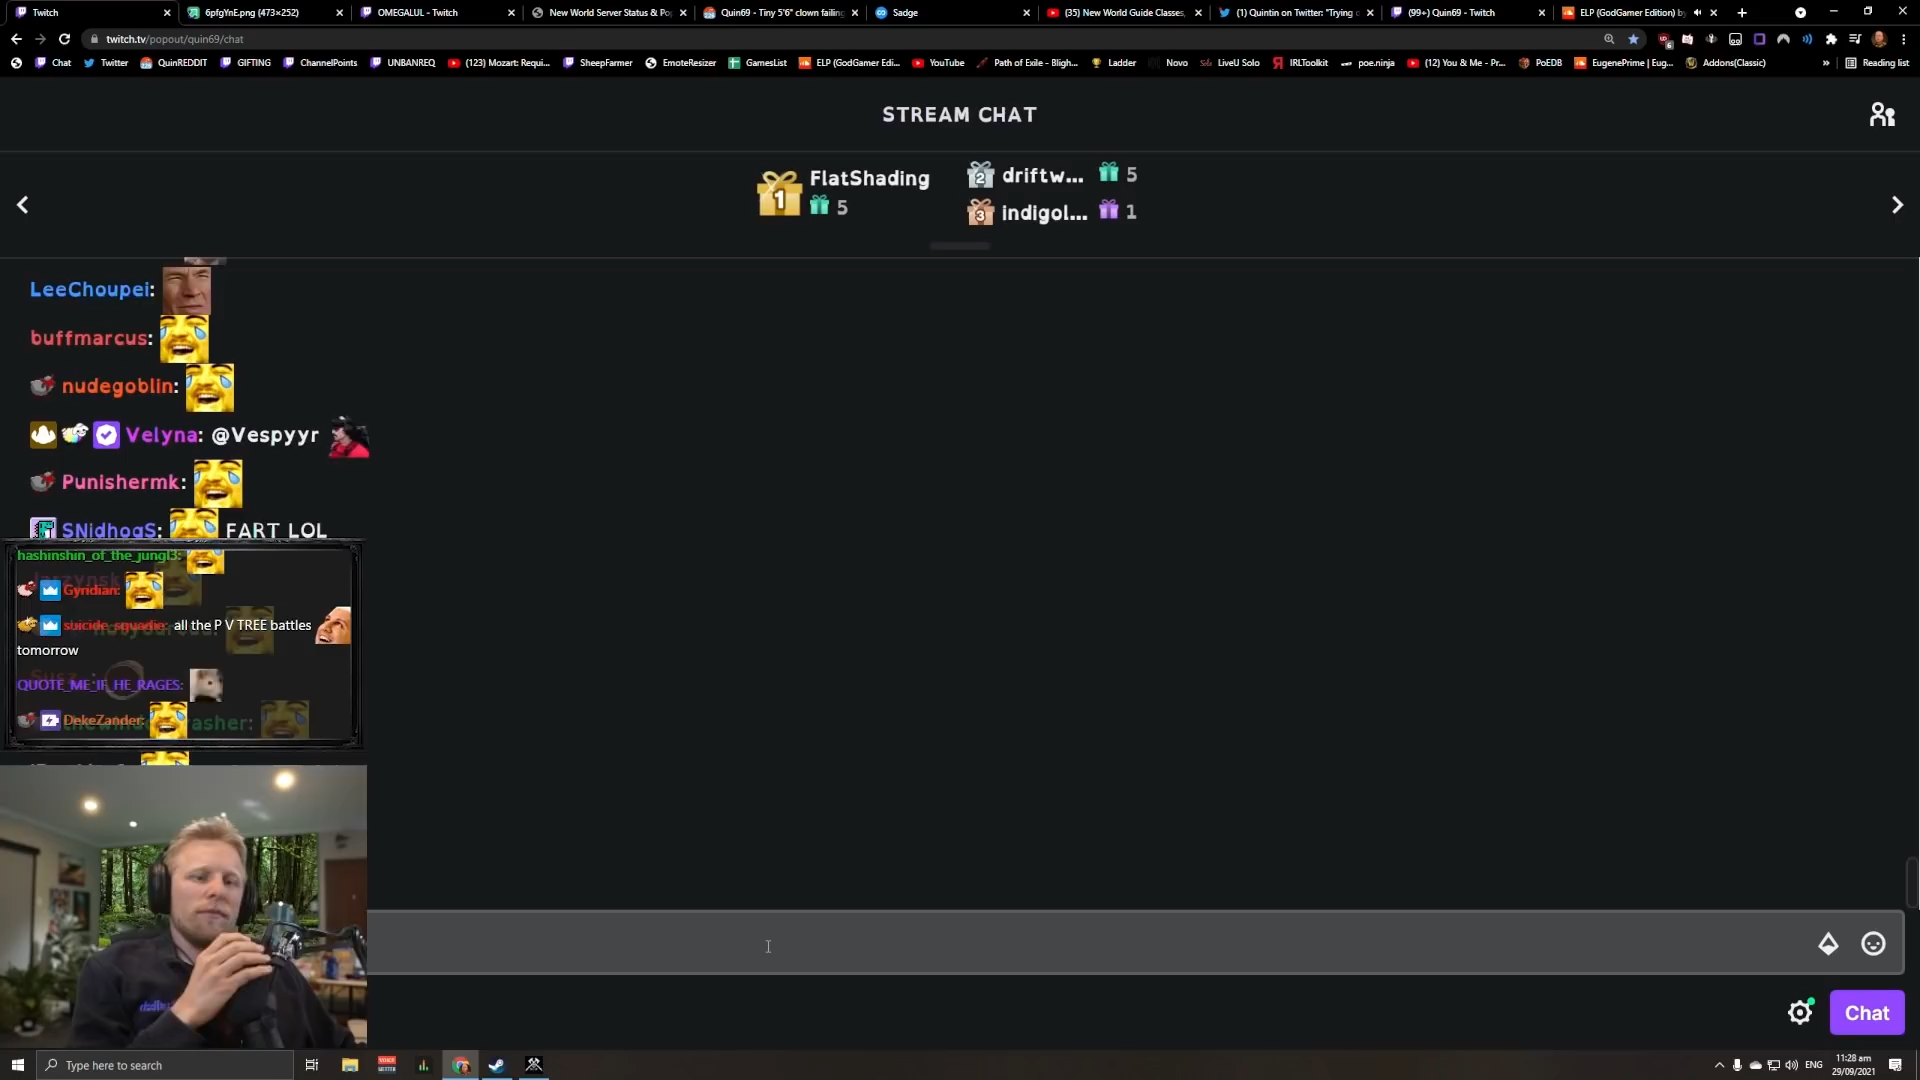 Twitch
6pfgYnE.png (473×252)
OMEGALUL - Twitch
New World Server Status & Po
Quin69 - Tiny 5'6" clown failing
Sadge
(35) New World Guide Classes,
(1) Quintin on Twitter: "Trying
(99+) Quin69 - Twitch
ELP (GodGamer Edition) b
twitch.tv/popout/quin69/chat
Chat
Twitter
QuinREDDIT
GIFTING
ChannelPoints
UNBANREQ
(123) Mozart: Requi...
SheepFarmer
EmoteResizer
GamesList
ELP (GodGamer Edi...
YouTube
Path of Exile - Bligh...
Ladder
Novo
LiveU Solo
IRLToolkit
poe.ninja
(12) You & Me - Pr...
PoEDB
EugenePrime | Eug...
Addons(Classic)
Reading list
STREAM CHAT
1 FlatShading
5
2 driftw... 5
3 indigol... 1
LeeChoupei:
buffmarcus:
nudegoblin:
Velyna: @Vespyyr
Punishermk:
SNidhogS: FART LOL
hashinshin_of_the_jungl3:
Gyridian:
suicide_squadie: all the P V TREE battles
tomorrow
QUOTE_ME_IF_HE_RAGES:
DekeZander:
asher:
Chat
Type here to search
ENG
11:28 am
29/09/2021